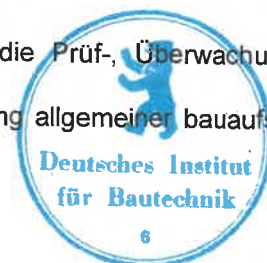 die Prüf-, Überwachu
ng allgemeiner bauaufs
Deutsches Institut
für Bautechnik
6